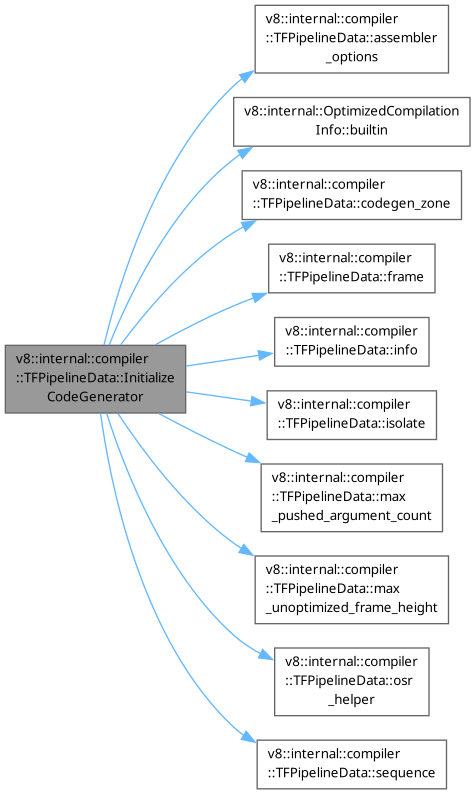 v8::internal::compiler
::TFPipelineData::assembler
_options
v8::internal::OptimizedCompilation
Info::builtin
v8::internal::compiler
::TFPipelineData::codegen_zone
v8::internal::compiler
::TFPipelineData::frame
v8::internal::compiler
::TFPipelineData::info
v8::internal::compiler
::TFPipelineData::Initialize
CodeGenerator
v8::internal::compiler
::TFPipelineData::isolate
v8::internal::compiler
::TFPipelineData::max
_pushed_argument_count
v8::internal::compiler
::TFPipelineData::max
_unoptimized_frame_height
v8::internal::compiler
::TFPipelineData::osr
_helper
v8::internal::compiler
::TFPipelineData::sequence